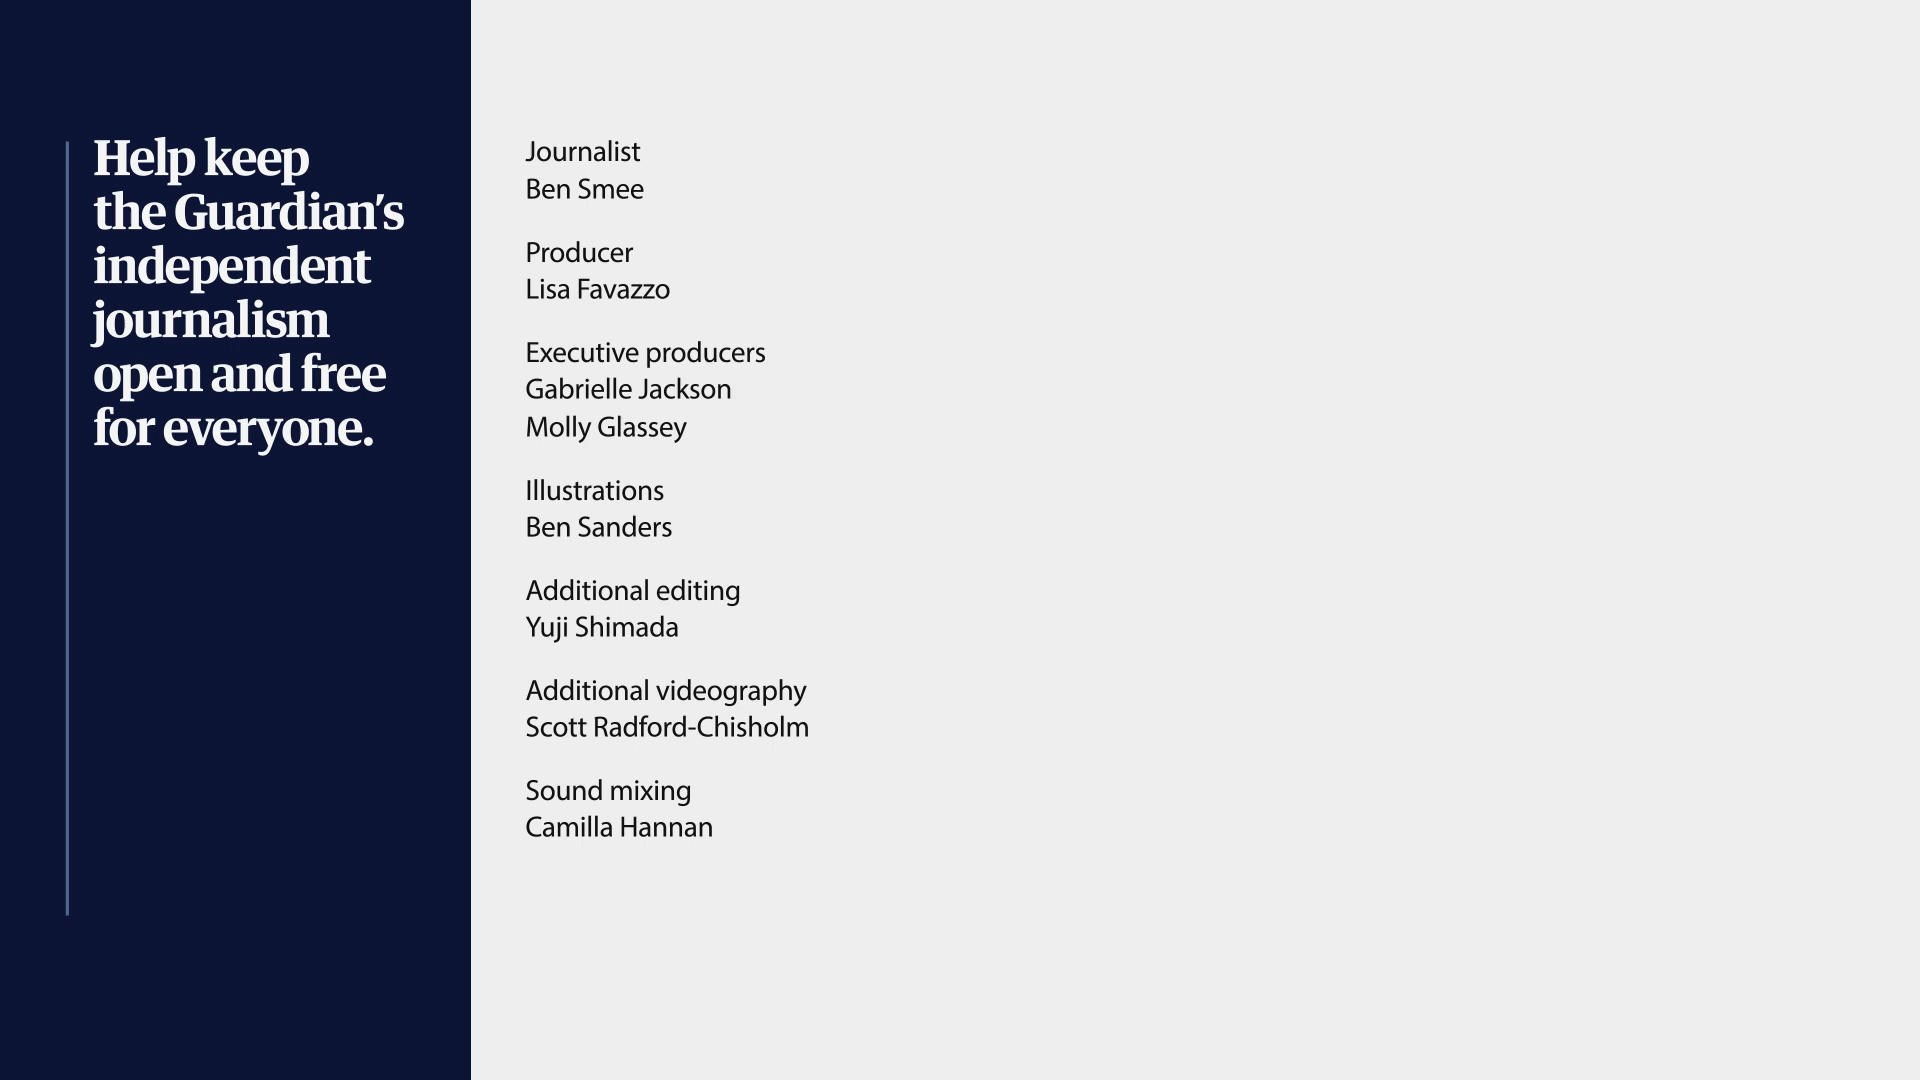 Help keep
the Guardian’s
independent
journalism
open and free
for everyone.
Journalist
Ben Smee
Producer
Lisa Favazzo
Executive producers
Gabrielle Jackson
Molly Glassey
Illustrations
Ben Sanders
Additional editing
Yuji Shimada
Additional videography
Scott Radford-Chisholm
Sound mixing
Camilla Hannan